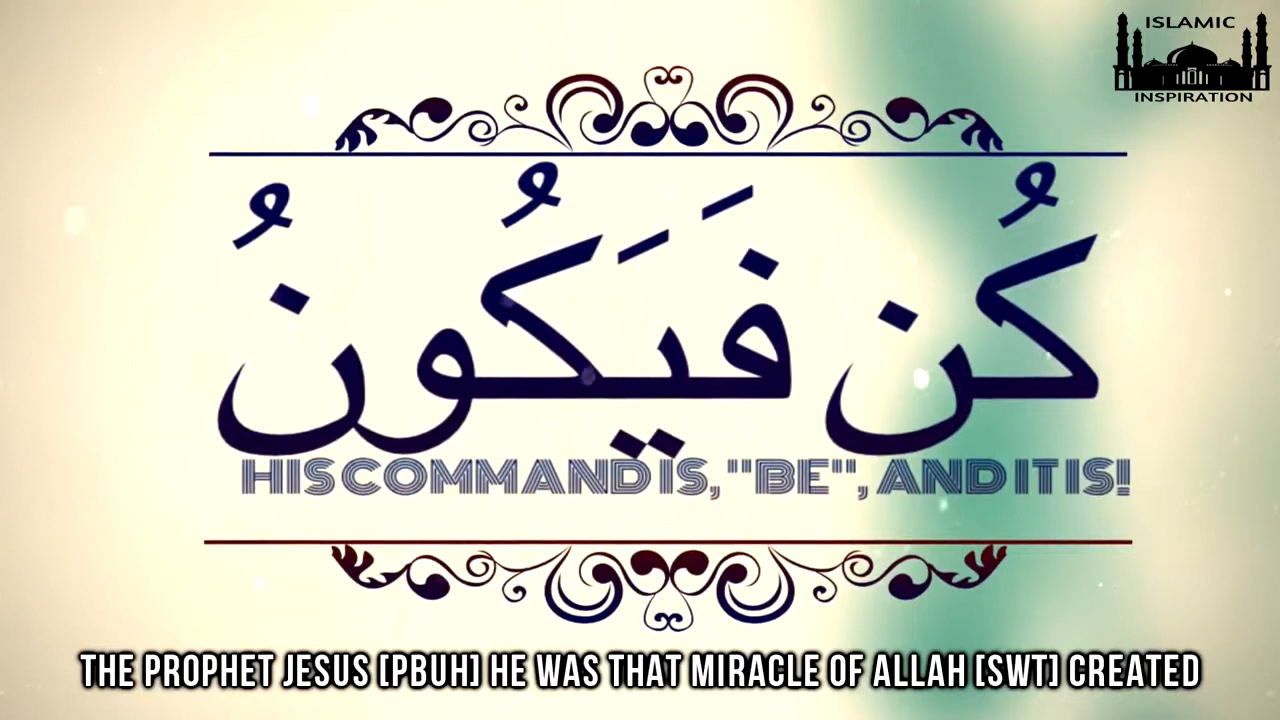 ISLAMIC
INSPIRATION
كُن فَيَكُونُ
HIS COMMAND IS, "BE", AND IT IS!
THE PROPHET JESUS [PBUH] HE WAS THAT MIRACLE OF ALLAH [SWT] CREATED